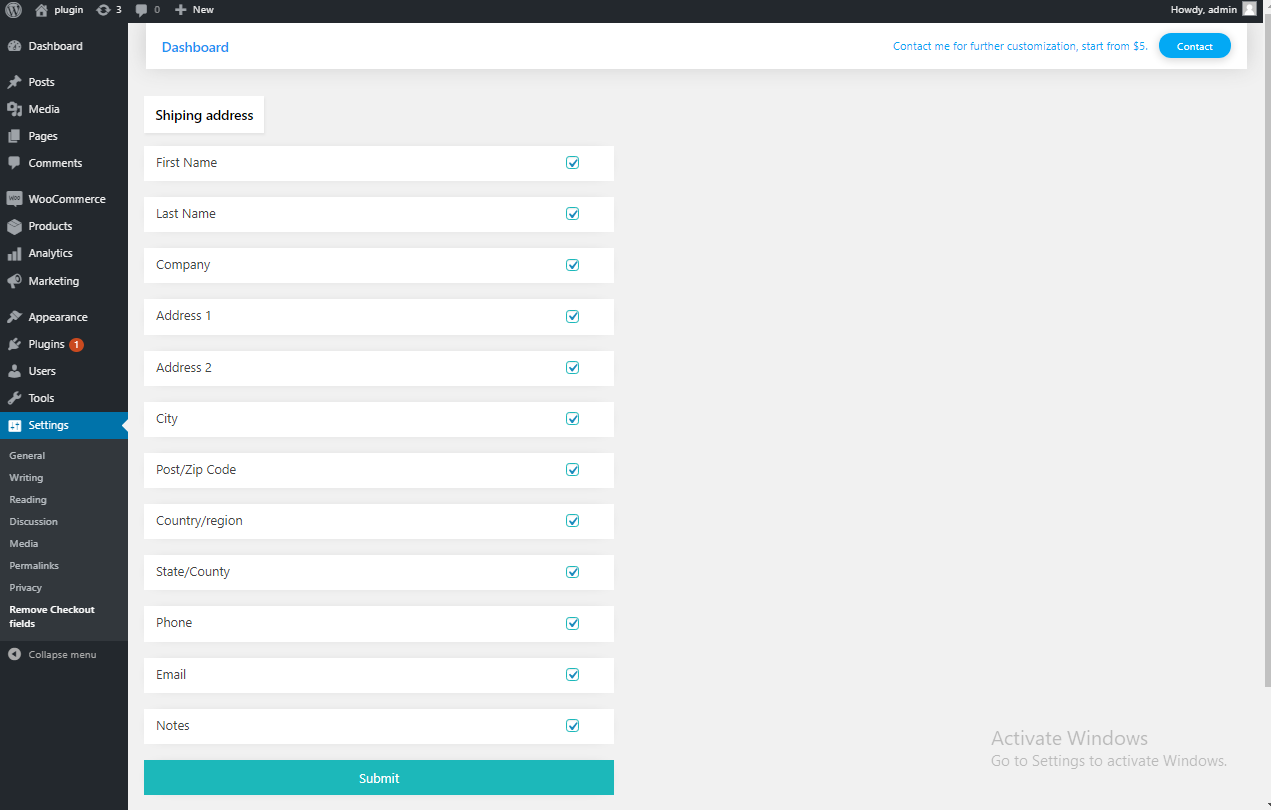 plugin 3 0 New Howdy, admin
Dashboard
Posts
Media
Pages
Comments
WooCommerce
Products
Analytics
Marketing
Appearance
Plugins 1
Users
Tools
Settings
General
Writing
Reading
Discussion
Media
Permalinks
Privacy
Remove Checkout
fields
Collapse menu
Dashboard
Contact me for further customization, start from $5. Contact
Shiping address
First Name
Last Name
Company
Address 1
Address 2
City
Post/Zip Code
Country/region
State/County
Phone
Email
Notes
Submit
Activate Windows
Go to Settings to activate Windows.